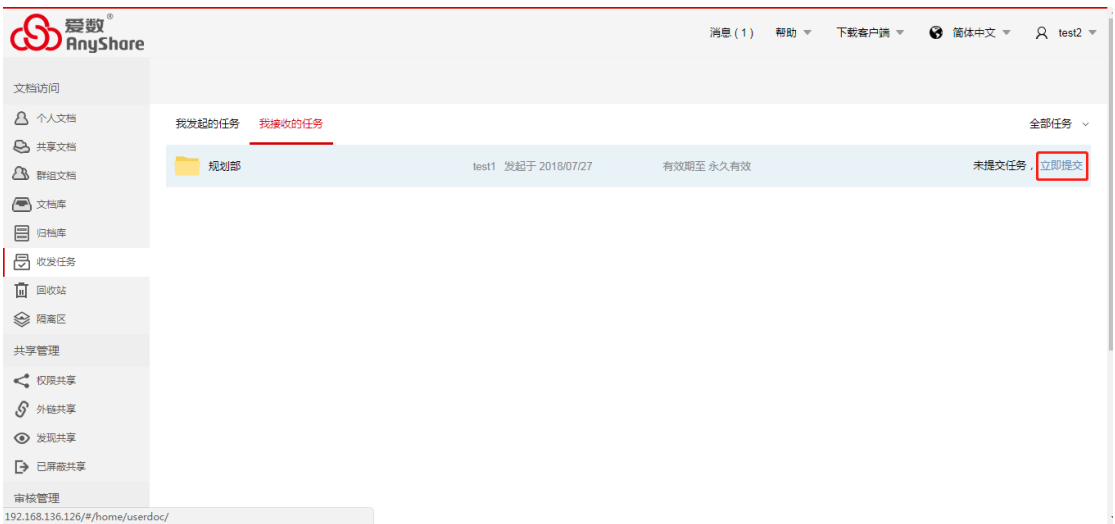 爱数®
AnyShare
消息 ( 1 ) 帮助 下载客户端 简体中文 test2
文档访问
个人文档
共享文档
群组文档
文档库
归档库
收发任务
回收站
隔离区
共享管理
权限共享
外链共享
发现共享
已屏蔽共享
审核管理
我发起的任务 我接收的任务 全部任务
规划部 test1 发起于 2018/07/27 有效期至 永久有效 未提交任务，立即提交
192.168.136.126/#/home/userdoc/